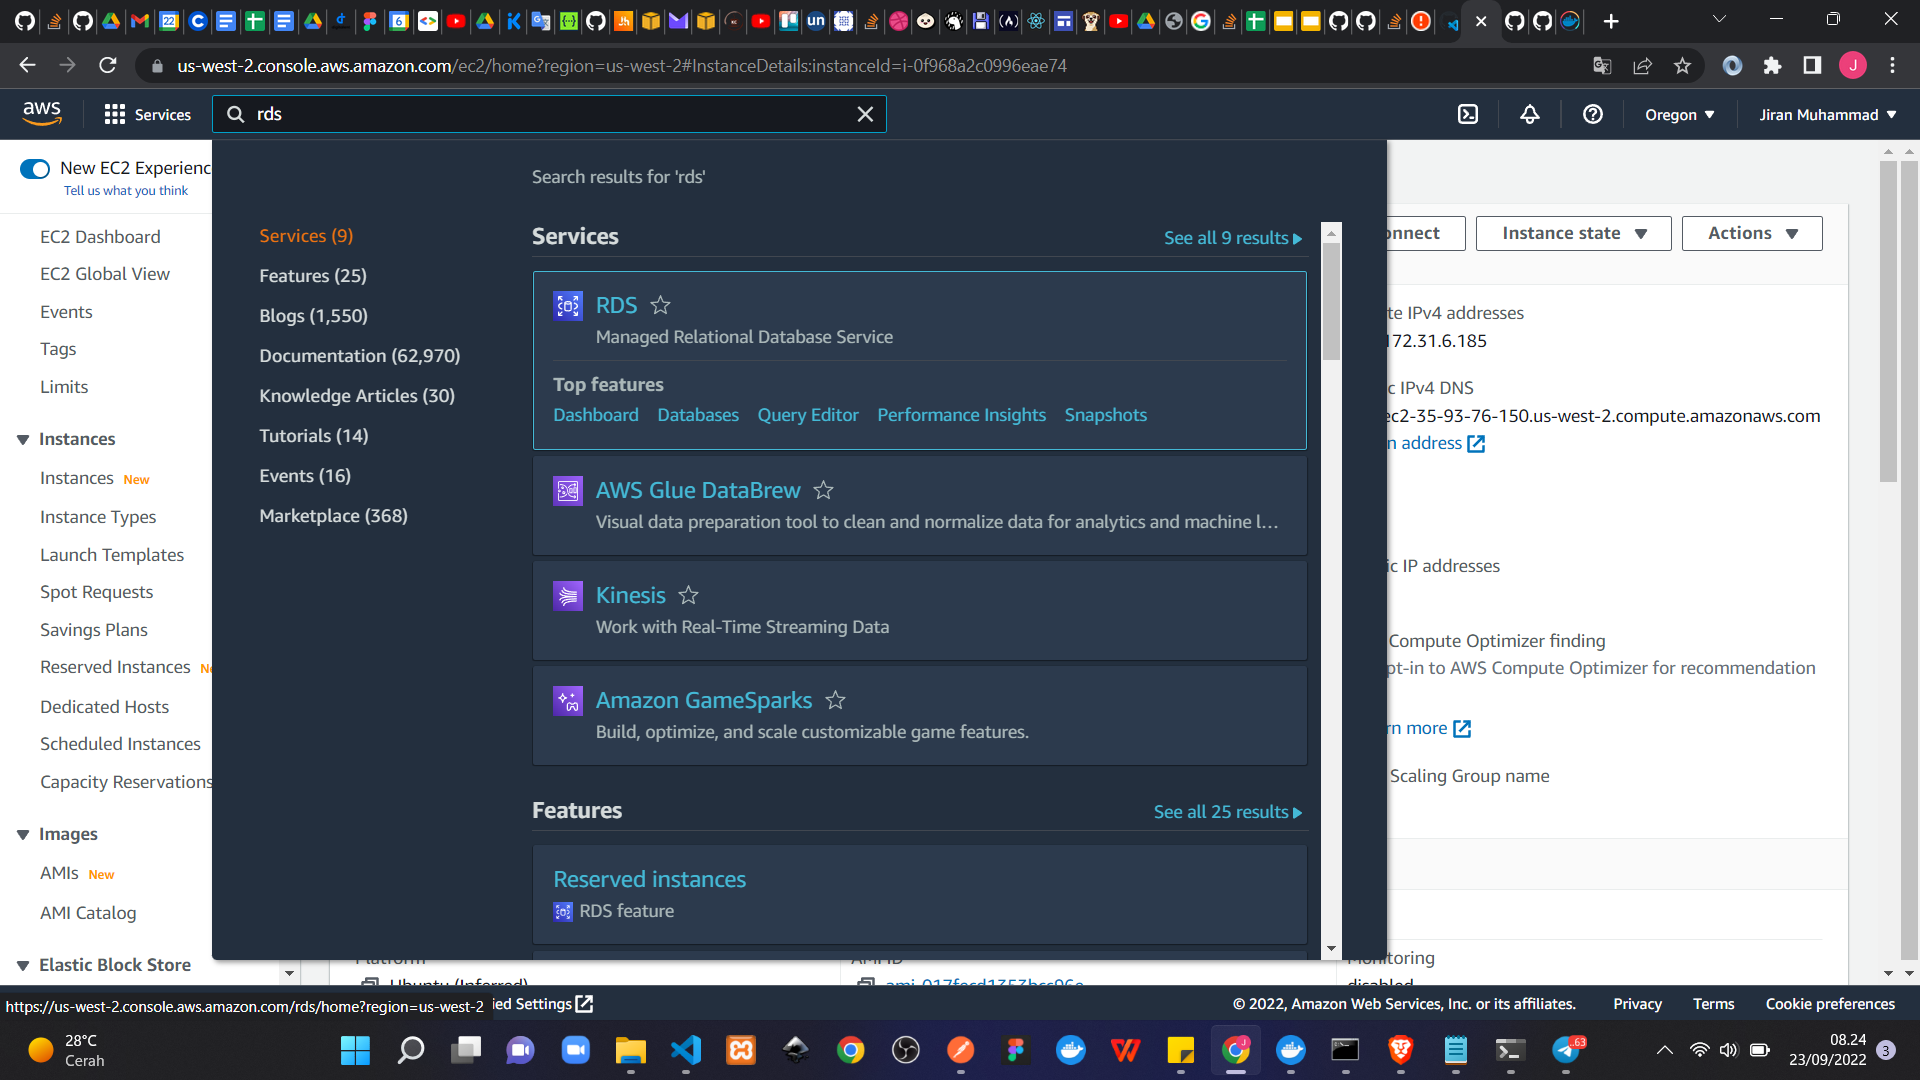 us-west-2.console.aws.amazon.com/ec2/home?region=us-west-2#InstanceDetails:instanceId=i-0f968a2c0996eae74
J
aws
Services
rds
Oregon
Jiran Muhammad
New EC2 Experienc
Tell us what you think
EC2 Dashboard
EC2 Global View
Events
Tags
Limits
Instances
Instances New
Instance Types
Launch Templates
Spot Requests
Savings Plans
Reserved Instances
Dedicated Hosts
Scheduled Instances
Capacity Reservations
Images
AMIs New
AMI Catalog
Elastic Block Store
Search results for 'rds'
Services (9)
Features (25)
Blogs (1,550)
Documentation (62,970)
Knowledge Articles (30)
Tutorials (14)
Events (16)
Marketplace (368)
Services
See all 9 results
RDS
Managed Relational Database Service
Top features
Dashboard Databases Query Editor Performance Insights Snapshots
AWS Glue DataBrew
Visual data preparation tool to clean and normalize data for analytics and machine l...
Kinesis
Work with Real-Time Streaming Data
Amazon GameSparks
Build, optimize, and scale customizable game features.
Features
See all 25 results
Reserved instances
RDS feature
onnect
Instance state
Actions
te IPv4 addresses
172.31.6.185
c IPv4 DNS
ec2-35-93-76-150.us-west-2.compute.amazonaws.com
n address
ic IP addresses
Compute Optimizer finding
pt-in to AWS Compute Optimizer for recommendation
rn more
Scaling Group name
Platform
AMI ID
Monitoring
Ubuntu (Inferred)
disabled
https://us-west-2.console.aws.amazon.com/rds/home?region=us-west-2
ied Settings
© 2022, Amazon Web Services, Inc. or its affiliates.
Privacy
Terms
Cookie preferences
28°C
Cerah
63
08.24
23/09/2022
3